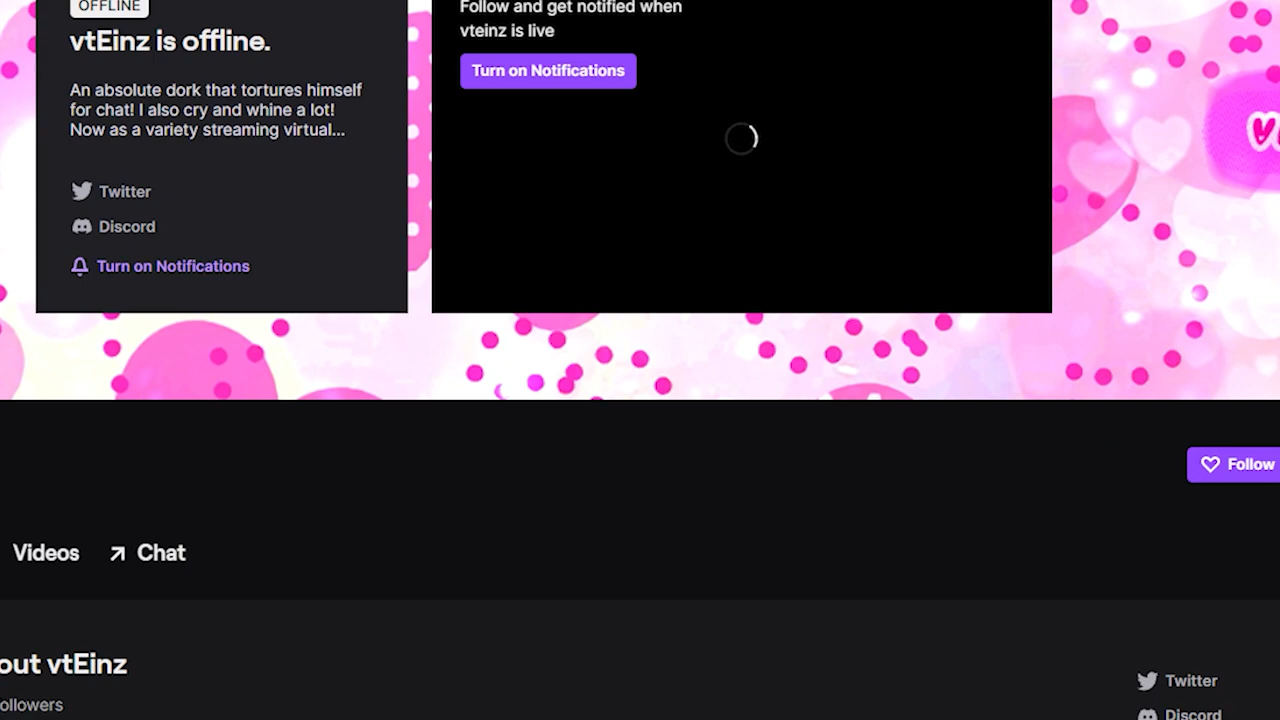 OFFLINE
vtEinz is offline.
An absolute dork that tortures himself
for chat! I also cry and whine a lot!
Now as a variety streaming virtual...
Twitter
Discord
Turn on Notifications
Follow and get notified when
vteinz is live
Turn on Notifications
Follow
Videos
Chat
out vtEinz
ollowers
Twitter
Discord